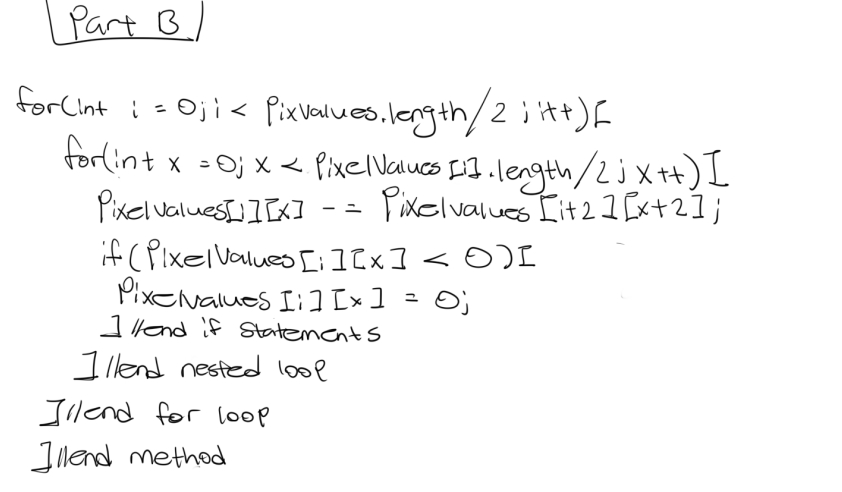 Part B
for(int i = 0; i < PixValues.length/2; i++)[
for(int x = 0; x < PixelValues[i].length/2; x++)[
Pixelvalues[i][x] -= Pixelvalues[i+2][x+2];
if(PixelValues[i][x] < 0)[
Pixelvalues[i][x] = 0;
]//end if statements
]//end nested loop
]//end for loop
]//end method